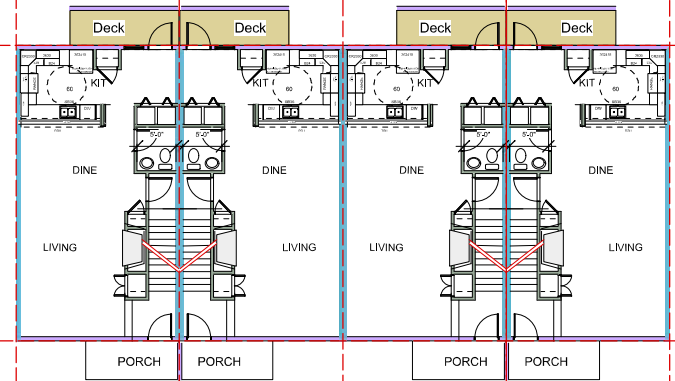 Deck Deck Deck Deck
KIT KIT KIT KIT
60 60 60 60
5'-0" 5'-0" 5'-0" 5'-0"
DINE DINE DINE DINE
LIVING LIVING LIVING LIVING
PORCH PORCH PORCH PORCH